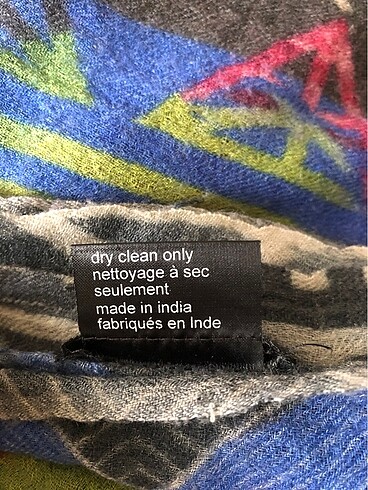 dry clean only
nettoyage à sec
seulement
made in india
fabriqués en Inde